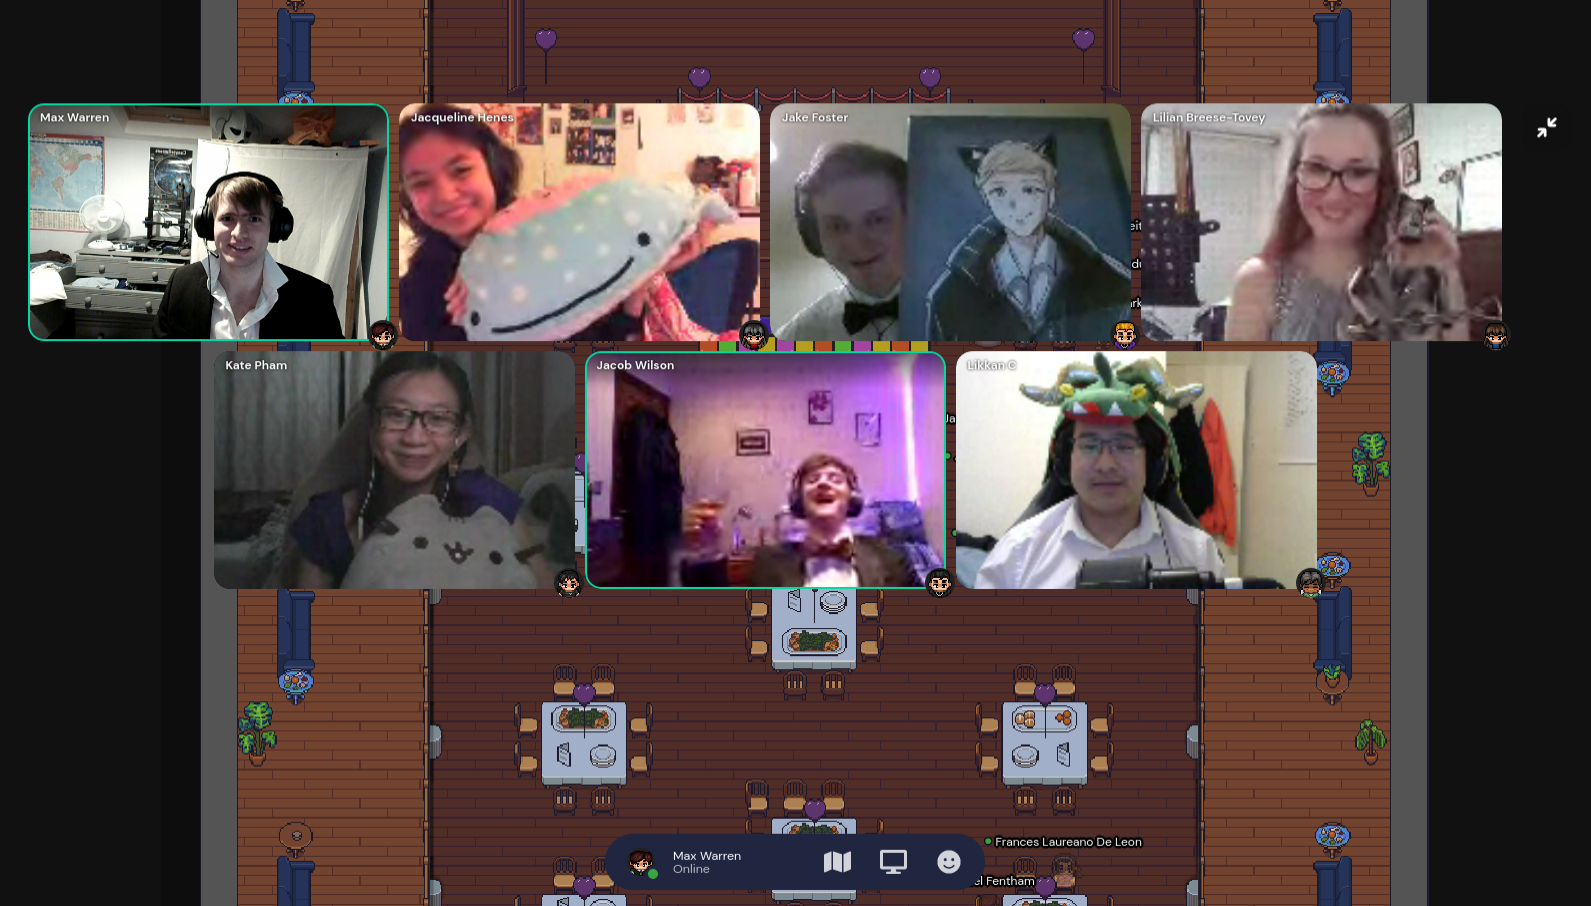 Max Warren
Jacqueline Henes
Jake Foster
Lilian Breese-Tovey
Kate Pham
Jacob Wilson
Likkan C
Frances Laureano De Leon
Max Warren
Online
l Fentham